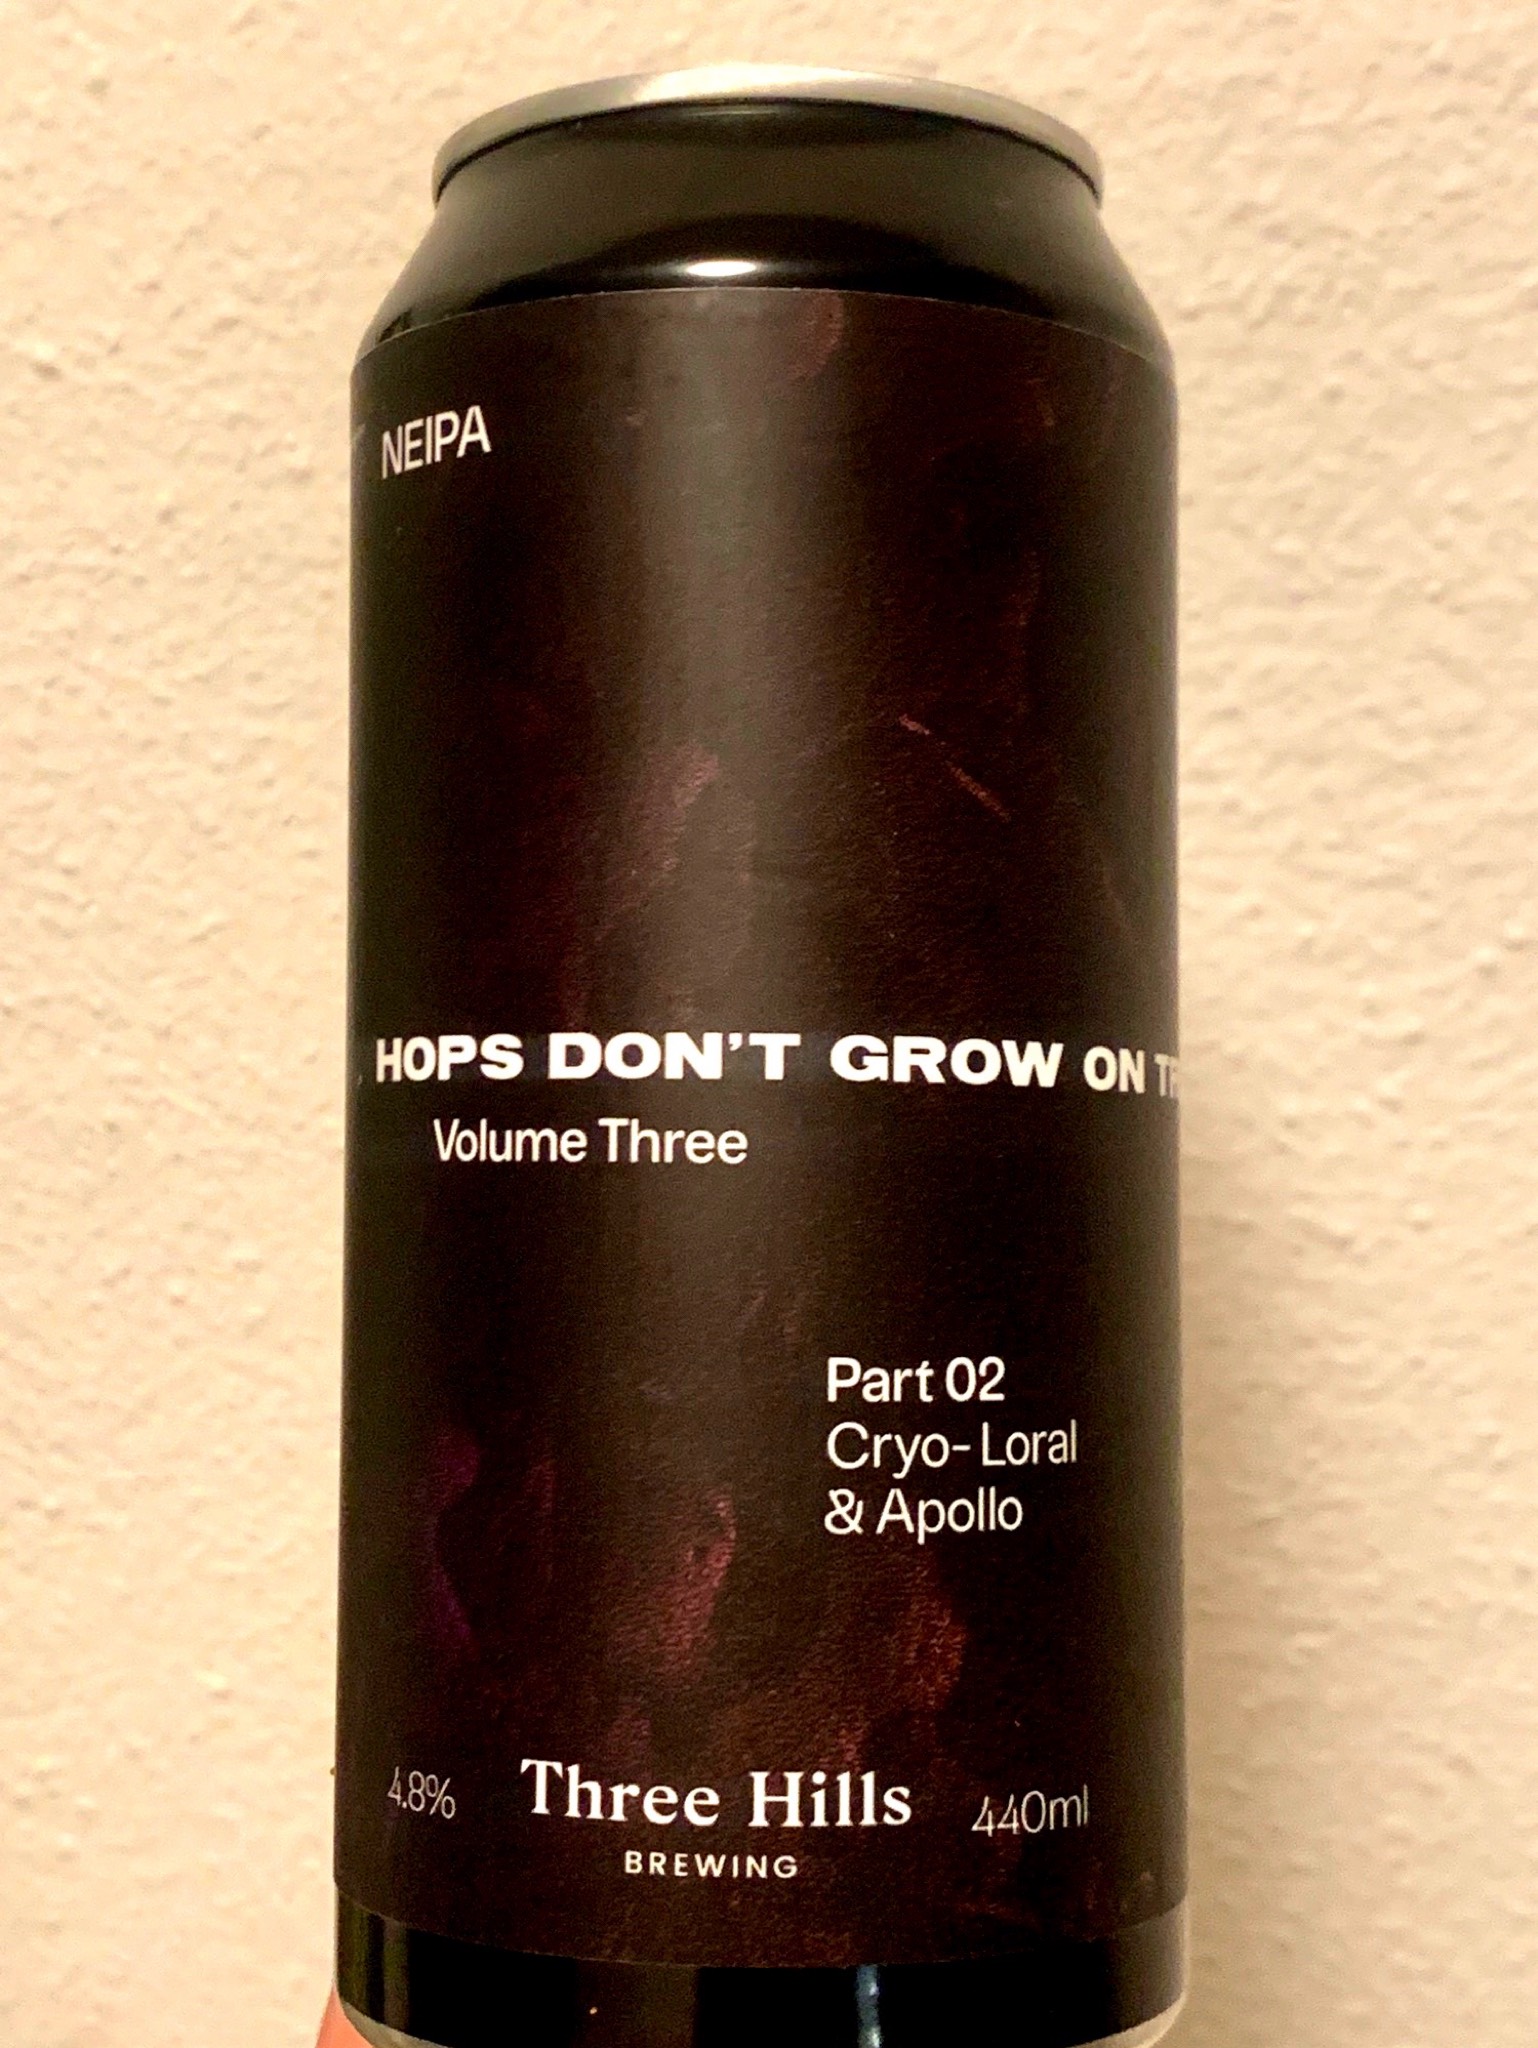 NEIPA
HOPS DON'T GROW ON
Volume Three
Part 02
Cryo-Loral
& Apollo
4.8% Three Hills 440ml
BREWING